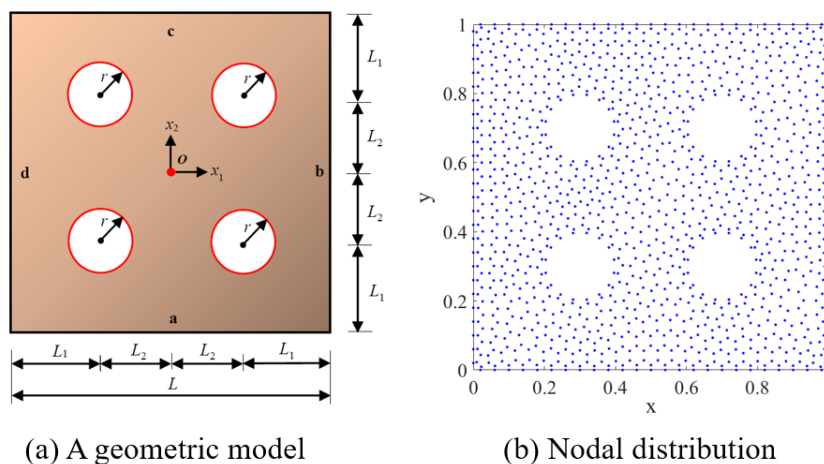 c
r
r
x2
o
x1
d
b
r
r
a
L1
L2
L2
L1
L1
L2
L2
L1
L
1
0.8
0.6
y
0.4
0.2
0
0
0.2
0.4
0.6
0.8
x
(a) A geometric model
(b) Nodal distribution